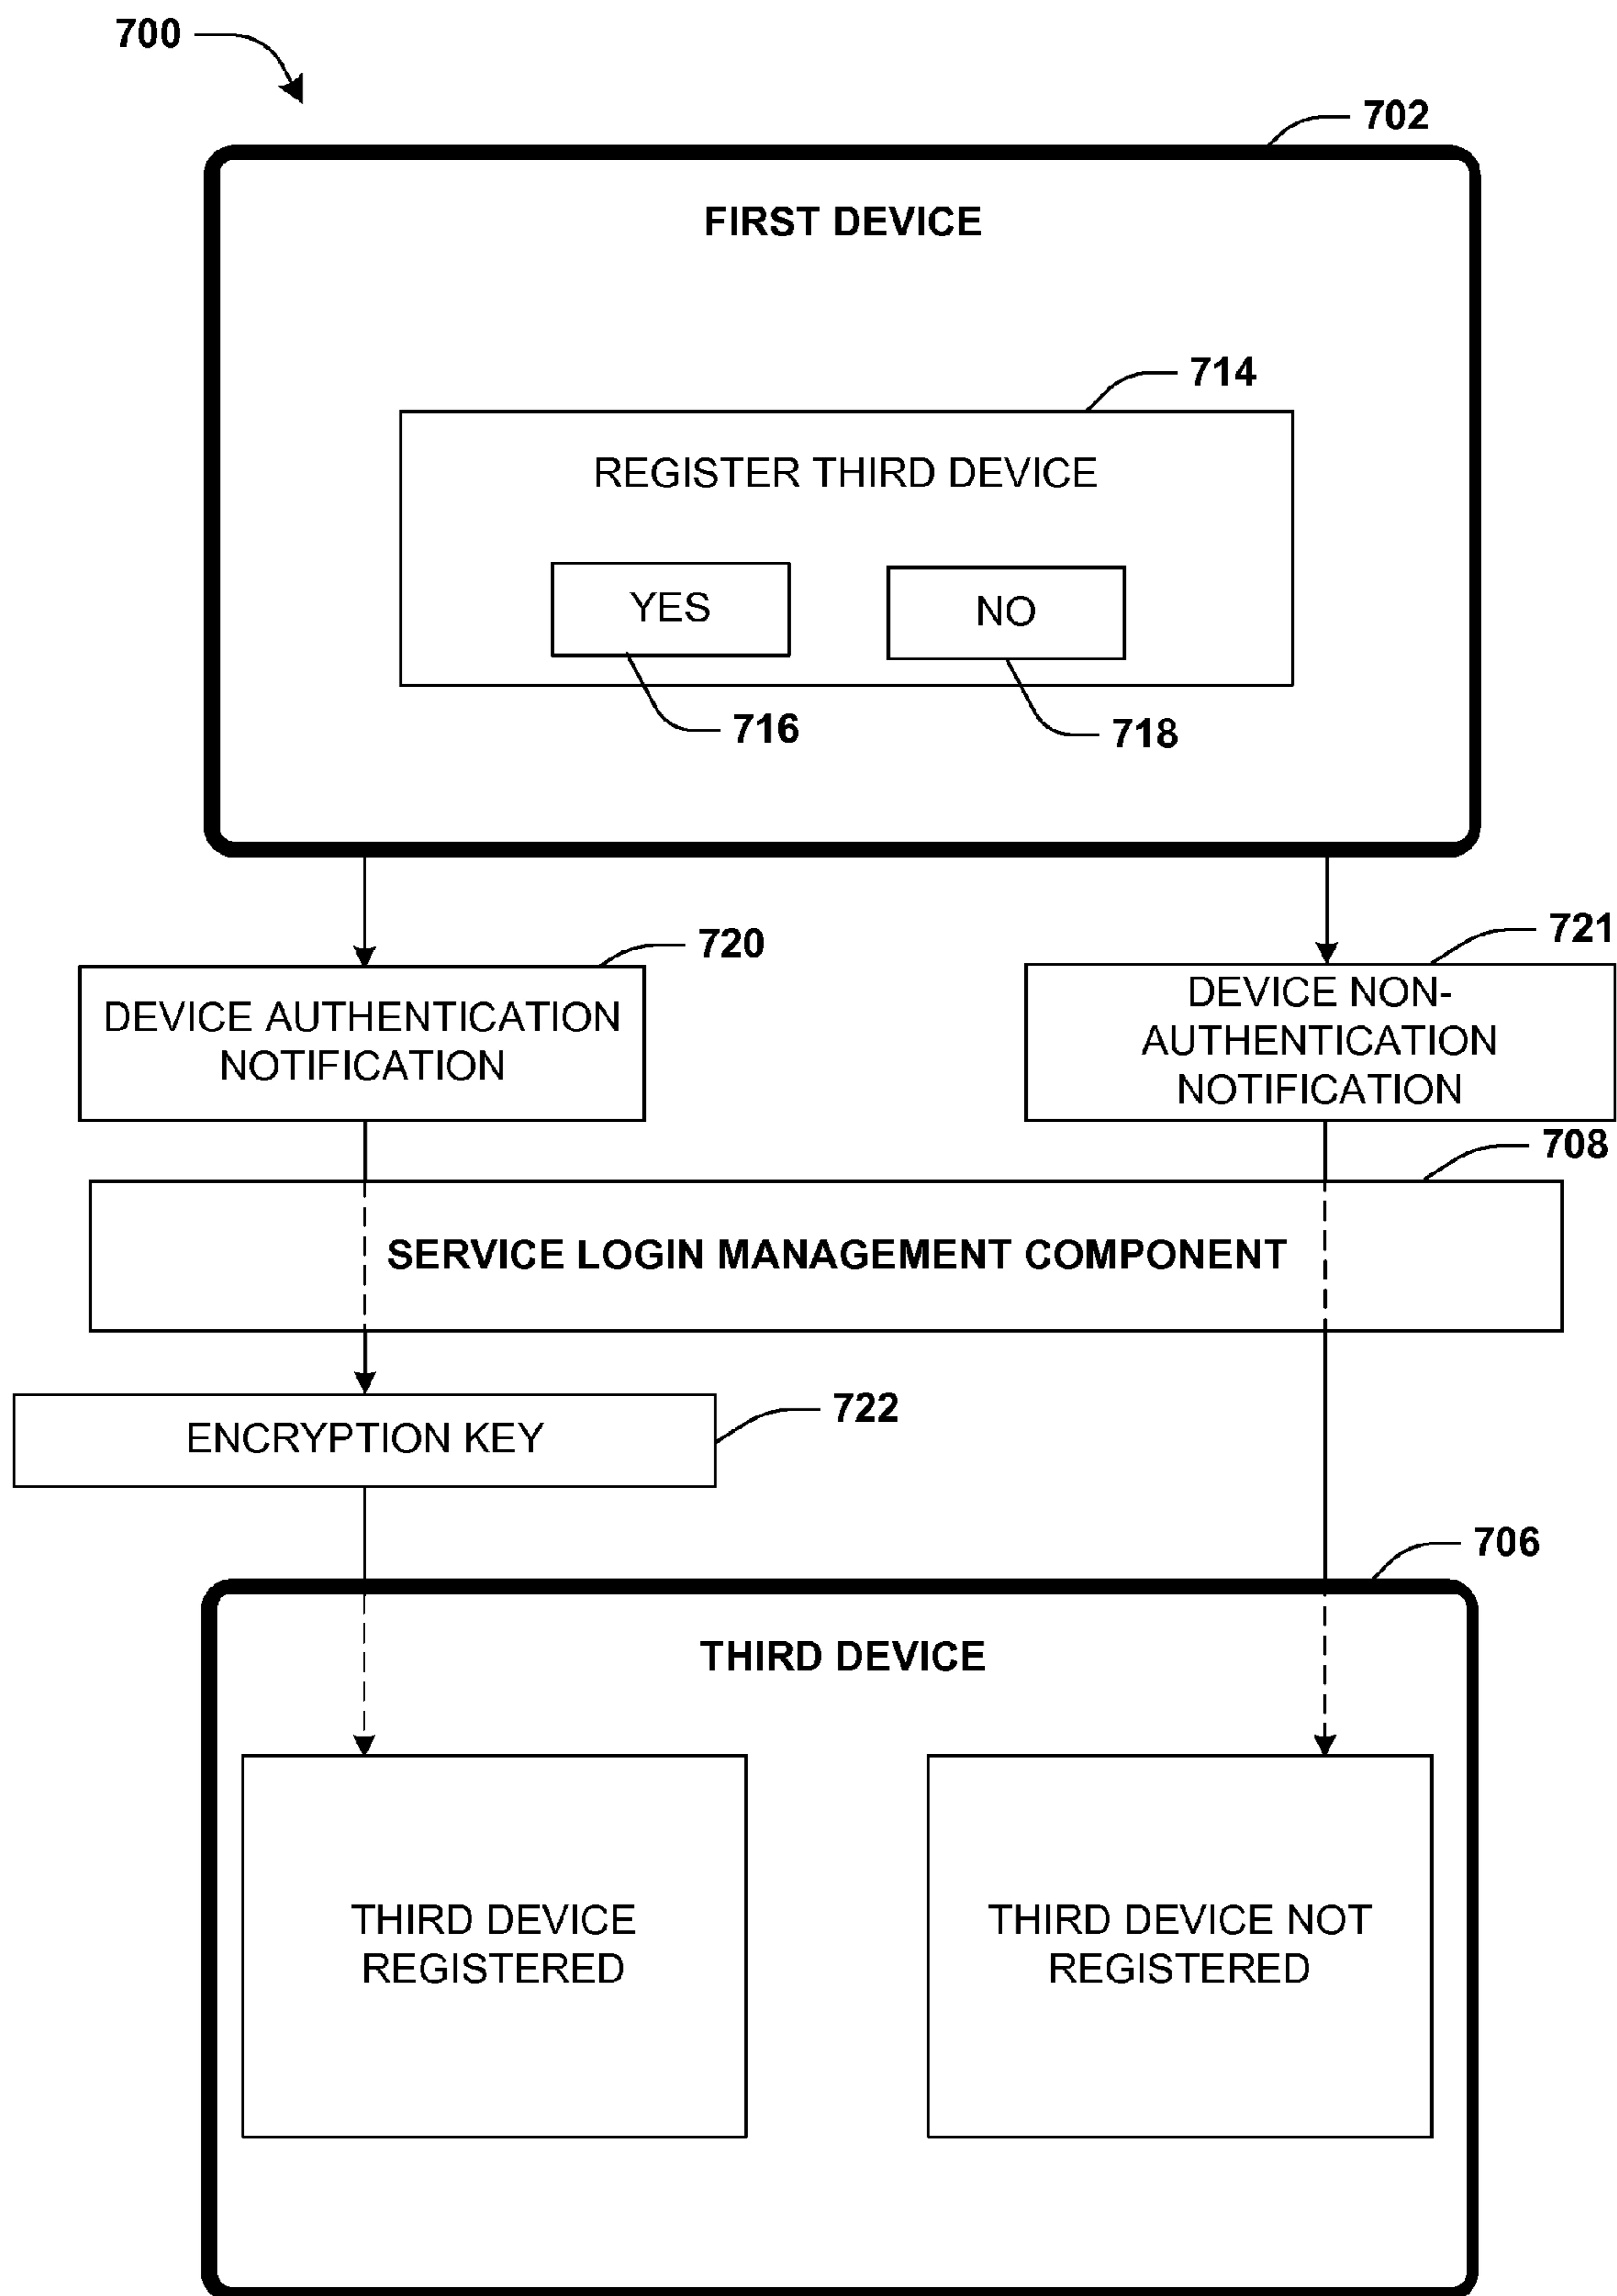 700
702
FIRST DEVICE
714
REGISTER THIRD DEVICE
YES
NO
716
718
720
721
DEVICE AUTHENTICATION
NOTIFICATION
DEVICE NON-
AUTHENTICATION
NOTIFICATION
708
SERVICE LOGIN MANAGEMENT COMPONENT
722
ENCRYPTION KEY
706
THIRD DEVICE
THIRD DEVICE
REGISTERED
THIRD DEVICE NOT
REGISTERED